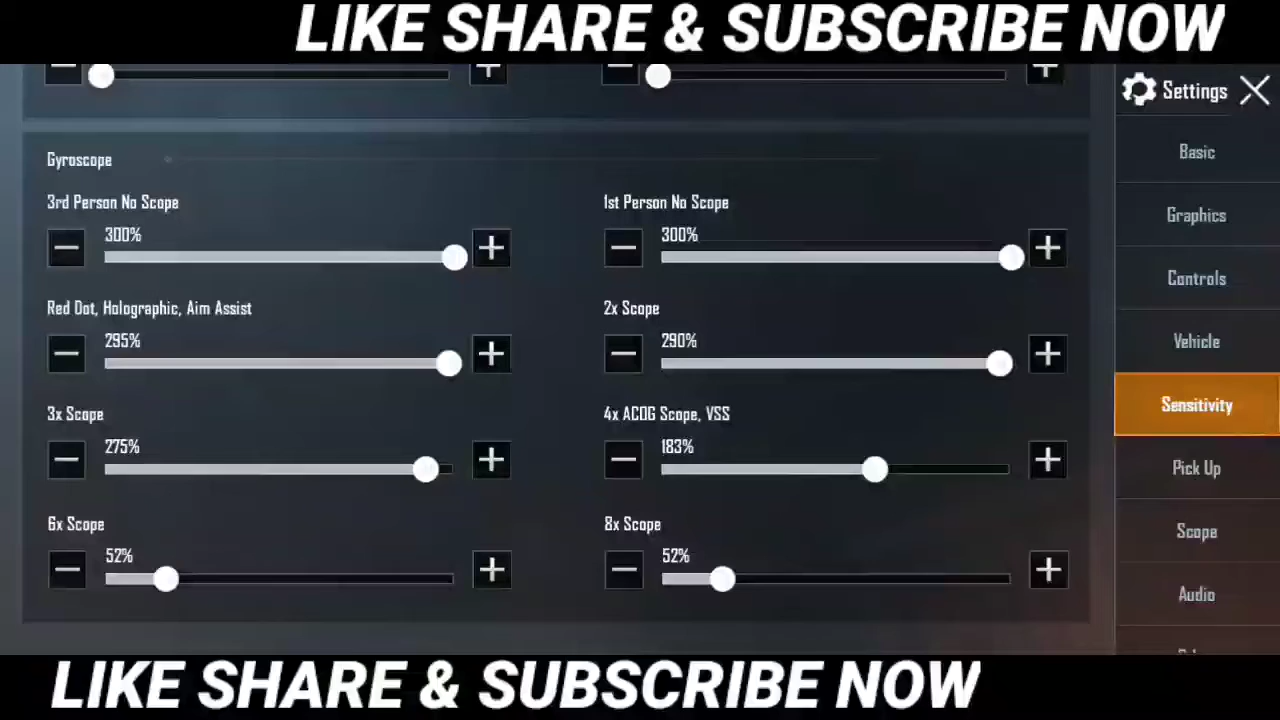 LIKE SHARE & SUBSCRIBE NOW
Settings
Gyroscope
Basic
3rd Person No Scope
1st Person No Scope
Graphics
300%
300%
Controls
Red Dot, Holographic, Aim Assist
2x Scope
295%
290%
Vehicle
3x Scope
4x ACOG Scope, VSS
Sensitivity
275%
183%
Pick Up
6x Scope
8x Scope
Scope
52%
52%
Audio
LIKE SHARE & SUBSCRIBE NOW